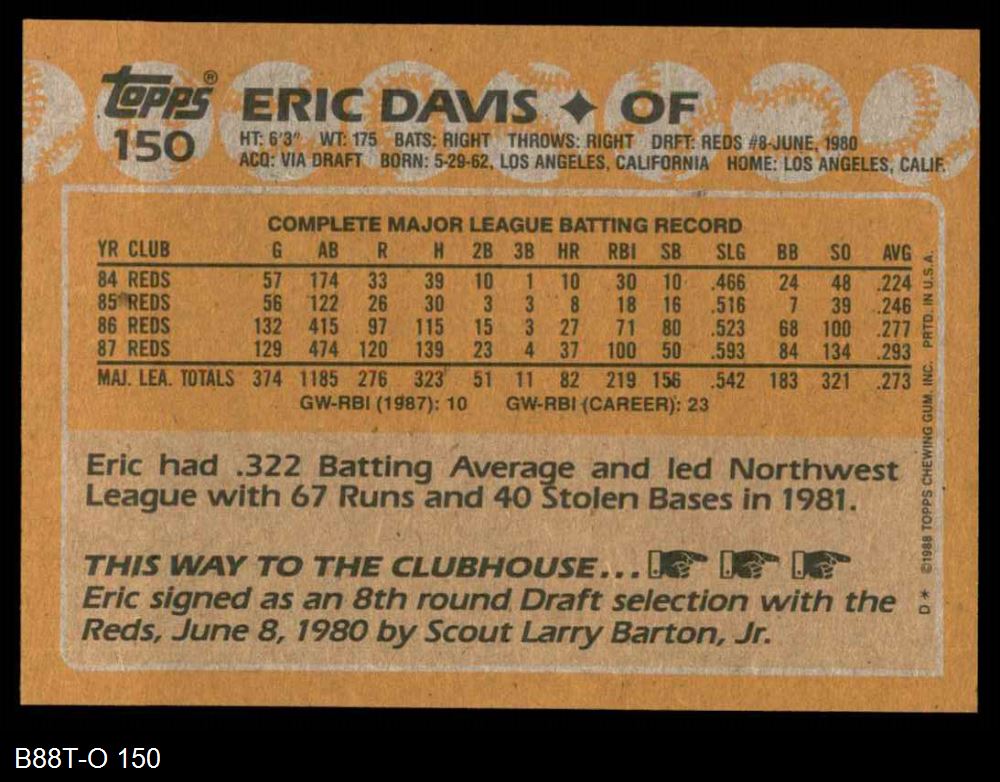 topps® ERIC DAVIS ✦ OF
150
HT: 6'3" WT: 175 BATS: RIGHT THROWS: RIGHT DRFT: REDS #8-JUNE, 1980
ACQ: VIA DRAFT BORN: 5-29-62, LOS ANGELES, CALIFORNIA HOME: LOS ANGELES, CALIF.
COMPLETE MAJOR LEAGUE BATTING RECORD
YR CLUB G AB R H 2B 3B HR RBI SB SLG BB SO AVG
84 REDS 57 174 33 39 10 1 10 30 10 .466 24 48 .224
85 REDS 56 122 26 30 3 3 8 18 16 .516 7 39 .246
86 REDS 132 415 97 115 15 3 27 71 80 .523 68 100 .277
87 REDS 129 474 120 139 23 4 37 100 50 .593 84 134 .293
MAJ. LEA. TOTALS 374 1185 276 323 51 11 82 219 156 .542 183 321 .273
GW-RBI (1987): 10 GW-RBI (CAREER): 23
Eric had .322 Batting Average and led Northwest
League with 67 Runs and 40 Stolen Bases in 1981.
THIS WAY TO THE CLUBHOUSE...
Eric signed as an 8th round Draft selection with the
Reds, June 8, 1980 by Scout Larry Barton, Jr.
D* ©1988 TOPPS CHEWING GUM, INC. PRTD. IN U.S.A.
B88T-O 150